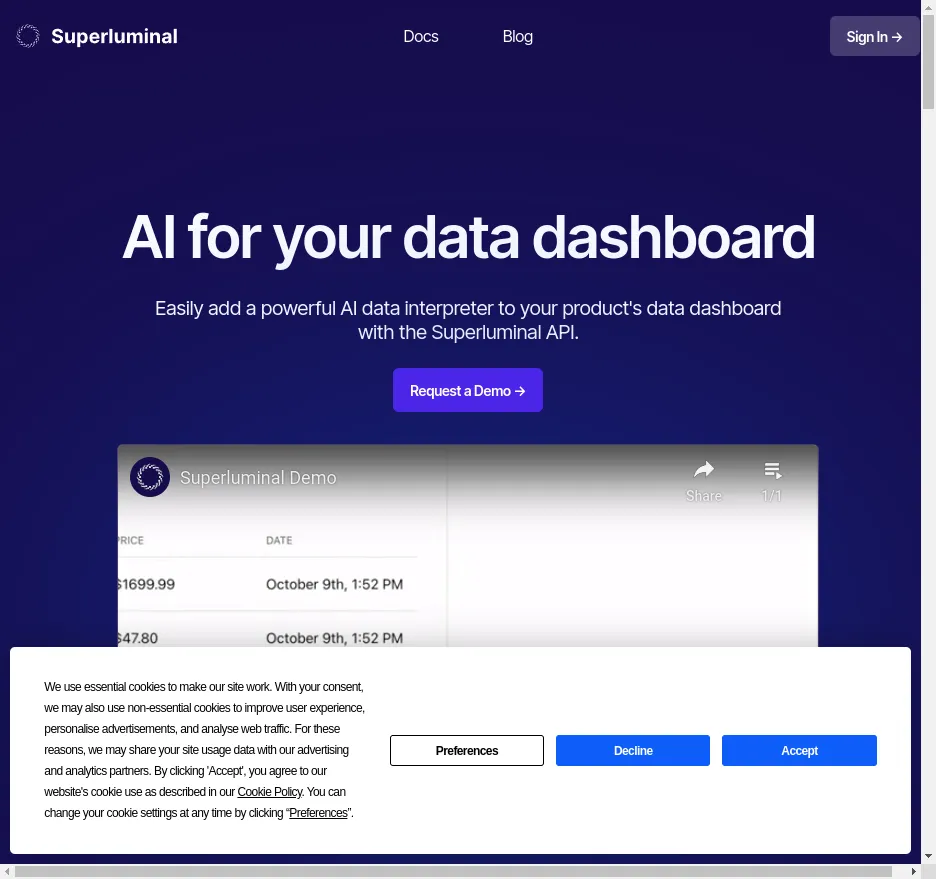 Superluminal
Docs
Blog
Sign In →
AI for your data dashboard
Easily add a powerful AI data interpreter to your product's data dashboard
with the Superluminal API.
Request a Demo →
Superluminal Demo
Share
1/1
PRICE
DATE
$1699.99
October 9th, 1:52 PM
$47.80
October 9th, 1:52 PM
We use essential cookies to make our site work. With your consent,
we may also use non-essential cookies to improve user experience,
personalise advertisements, and analyse web traffic. For these
reasons, we may share your site usage data with our advertising
and analytics partners. By clicking 'Accept', you agree to our
website's cookie use as described in our Cookie Policy. You can
change your cookie settings at any time by clicking “Preferences”.
Preferences
Decline
Accept